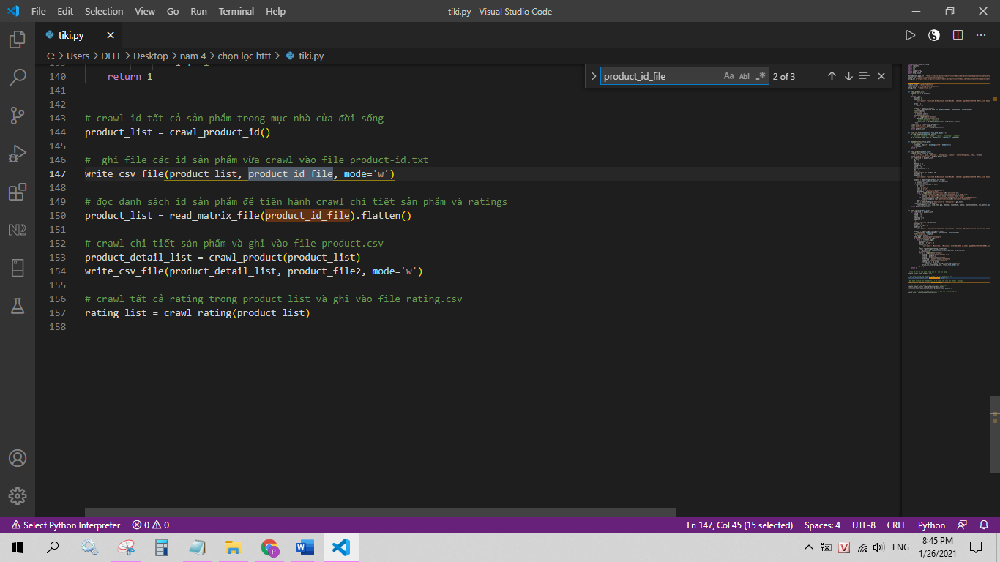 File Edit Selection View Go Run Terminal Help tiki.py - Visual Studio Code
tiki.py
C: > Users > DELL > Desktop > nam 4 > chọn lọc httt > tiki.py
product_id_file Aa Abl .* 2 of 3
140 return 1
141
142
143 # crawl id tất cả sản phẩm trong mục nhà cửa đời sống
144 product_list = crawl_product_id()
145
146 #  ghi file các id sản phẩm vừa crawl vào file product-id.txt
147 write_csv_file(product_list, product_id_file, mode='w')
148
149 # đọc danh sách id sản phẩm để tiến hành crawl chi tiết sản phẩm và ratings
150 product_list = read_matrix_file(product_id_file).flatten()
151
152 # crawl chi tiết sản phẩm và ghi vào file product.csv
153 product_detail_list = crawl_product(product_list)
154 write_csv_file(product_detail_list, product_file2, mode='w')
155
156 # crawl tất cả rating trong product_list và ghi vào file rating.csv
157 rating_list = crawl_rating(product_list)
158
Select Python Interpreter 0 0 Ln 147, Col 45 (15 selected) Spaces: 4 UTF-8 CRLF Python
P W V ENG 8:45 PM
1/26/2021